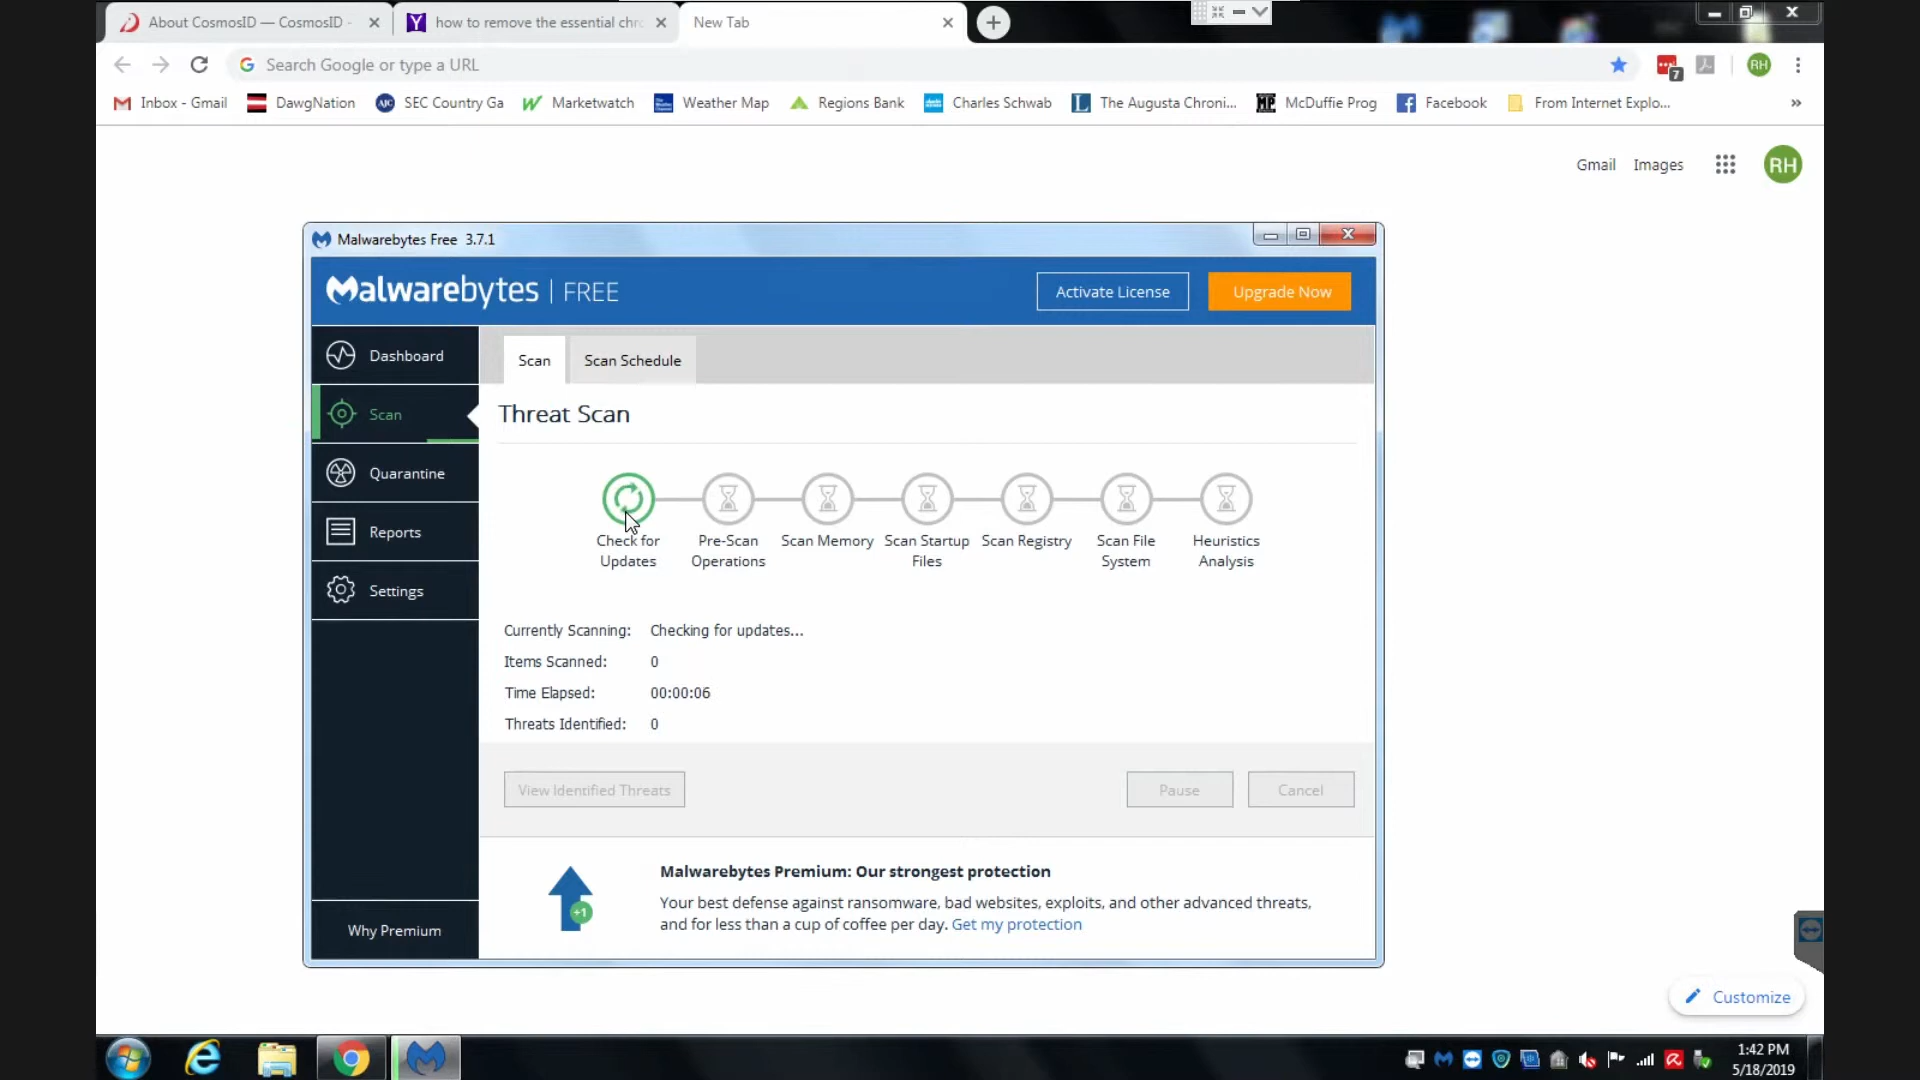 About CosmosID — CosmosID -
how to remove the essential chr
New Tab
Search Google or type a URL
7
RH
Inbox - Gmail
DawgNation
AJC
SEC Country Ga
Marketwatch
Weather Map
Regions Bank
Charles Schwab
L
The Augusta Chroni...
MP
McDuffie Prog
Facebook
From Internet Explo...
»
Gmail
Images
RH
Malwarebytes Free 3.7.1
Malwarebytes | FREE
Activate License
Upgrade Now
Dashboard
Scan
Quarantine
Reports
Settings
Why Premium
Scan
Scan Schedule
Threat Scan
Check for
Updates
Pre-Scan
Operations
Scan Memory
Scan Startup
Files
Scan Registry
Scan File
System
Heuristics
Analysis
Currently Scanning: Checking for updates...
Items Scanned: 0
Time Elapsed: 00:00:06
Threats Identified: 0
View Identified Threats
Pause
Cancel
+1
Malwarebytes Premium: Our strongest protection
Your best defense against ransomware, bad websites, exploits, and other advanced threats,
and for less than a cup of coffee per day. Get my protection
Customize
1:42 PM
5/18/2019